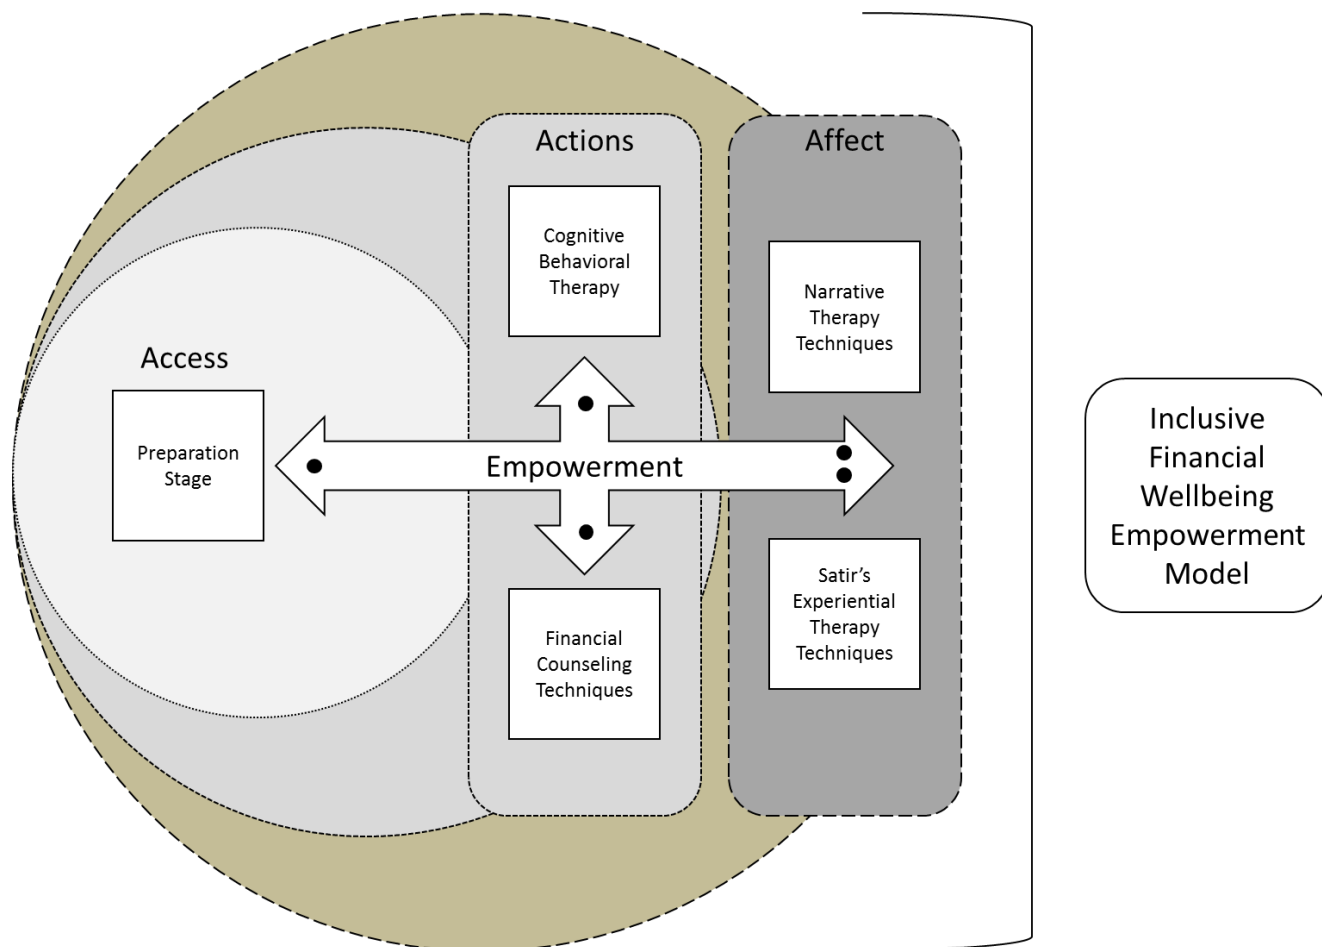 Access
Preparation
Stage
Actions
Cognitive
Behavioral
Therapy
Empowerment
Financial
Counseling
Techniques
Affect
Narrative
Therapy
Techniques
Satir’s
Experiential
Therapy
Techniques
Inclusive
Financial
Wellbeing
Empowerment
Model